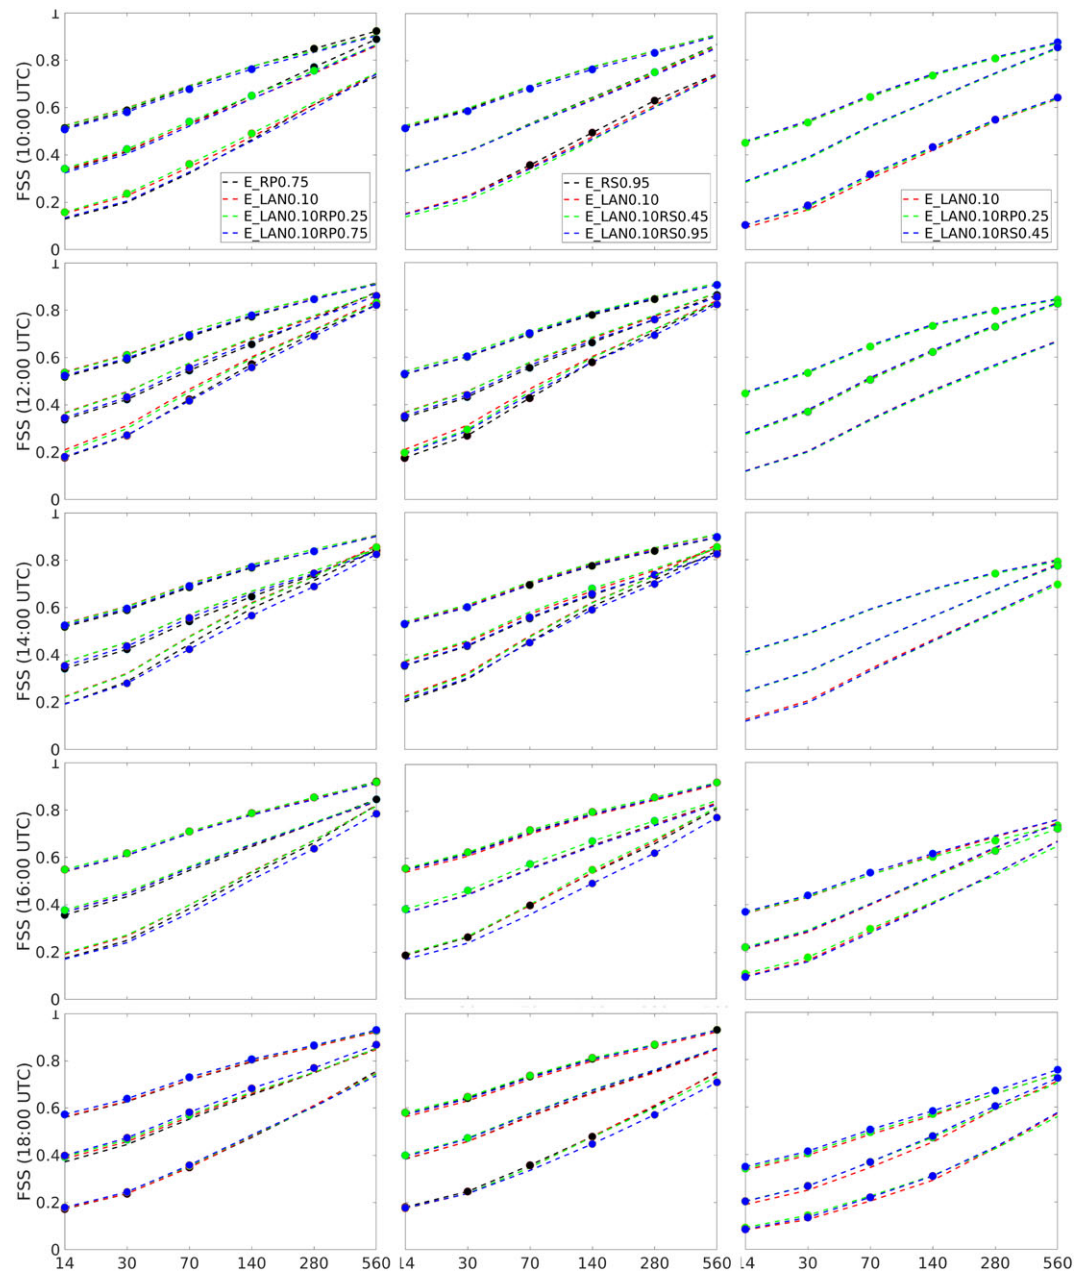 1
0.8
0.6
0.4
0.2
0
FSS (10:00 UTC)
E_RP0.75
E_LAN0.10
E_LAN0.10RP0.25
E_LAN0.10RP0.75
E_RS0.95
E_LAN0.10
E_LAN0.10RS0.45
E_LAN0.10RS0.95
E_LAN0.10
E_LAN0.10RP0.25
E_LAN0.10RS0.45
1
0.8
0.6
0.4
0.2
0
FSS (12:00 UTC)
1
0.8
0.6
0.4
0.2
0
FSS (14:00 UTC)
1
0.8
0.6
0.4
0.2
0
FSS (16:00 UTC)
1
0.8
0.6
0.4
0.2
0
FSS (18:00 UTC)
14 30 70 140 280 560 14 30 70 140 280 560 14 30 70 140 280 560